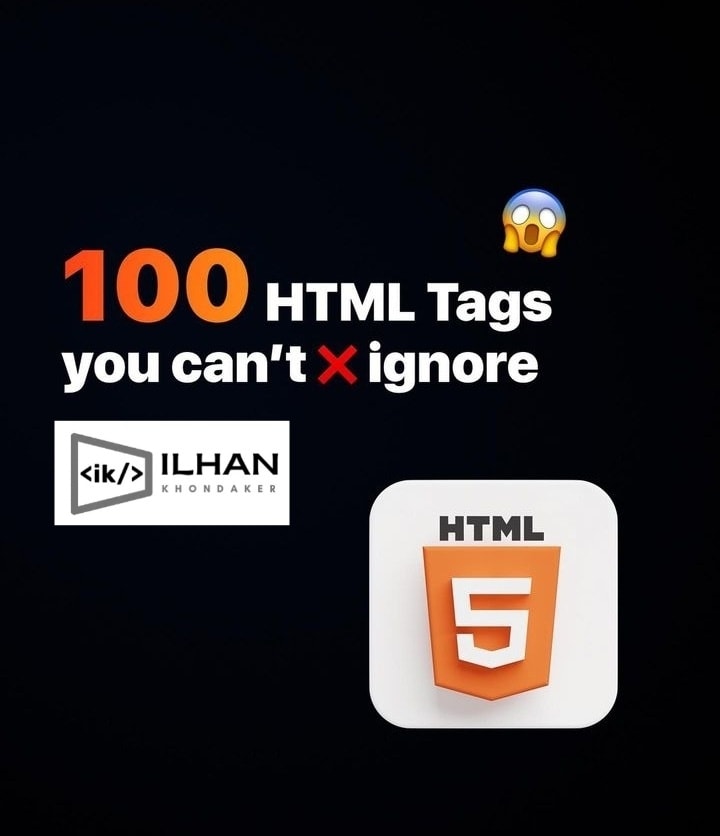 100 HTML Tags
you can't ❌ ignore
<ik/> ILHAN
KHONDAKER
HTML
5